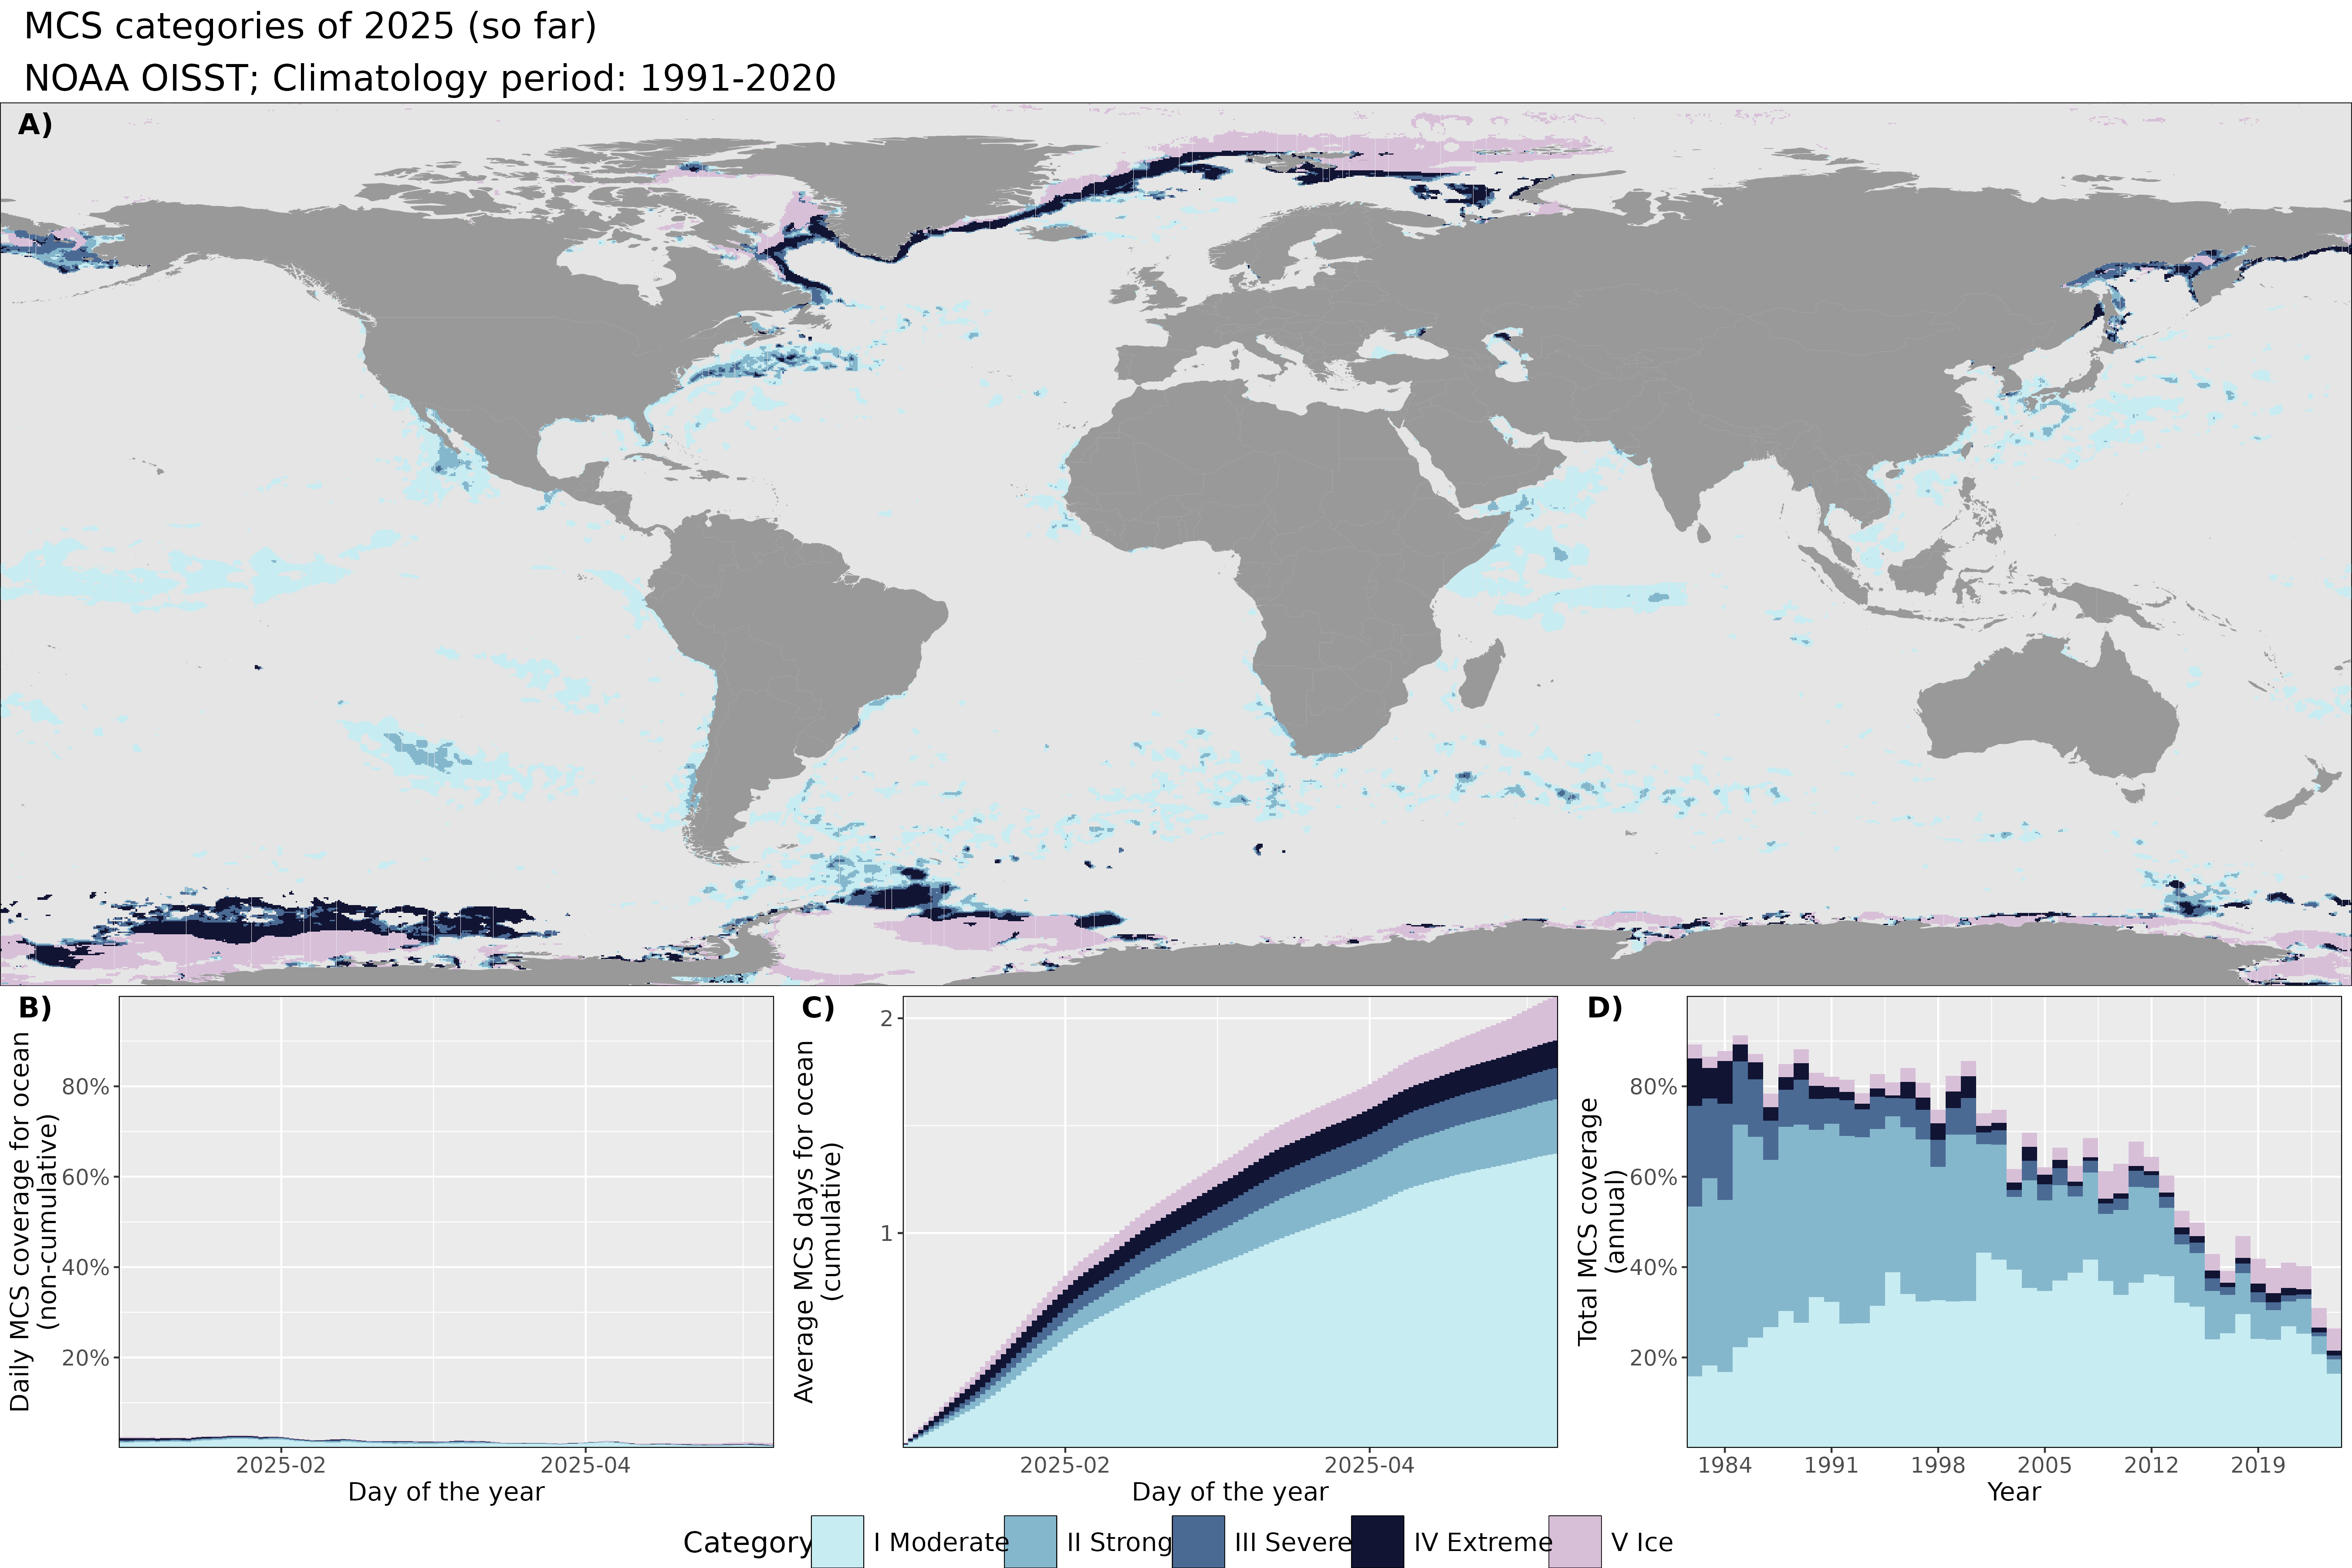 MCS categories of 2025 (so far)
NOAA OISST; Climatology period: 1991-2020
A)
B)
Daily MCS coverage for ocean
(non-cumulative)
80%
60%
40%
20%
2025-02
2025-04
Day of the year
C)
Average MCS days for ocean
(cumulative)
2
1
2025-02
2025-04
Day of the year
D)
Total MCS coverage
(annual)
80%
60%
40%
20%
1984
1991
1998
2005
2012
2019
Year
Category
I Moderate
II Strong
III Severe
IV Extreme
V Ice